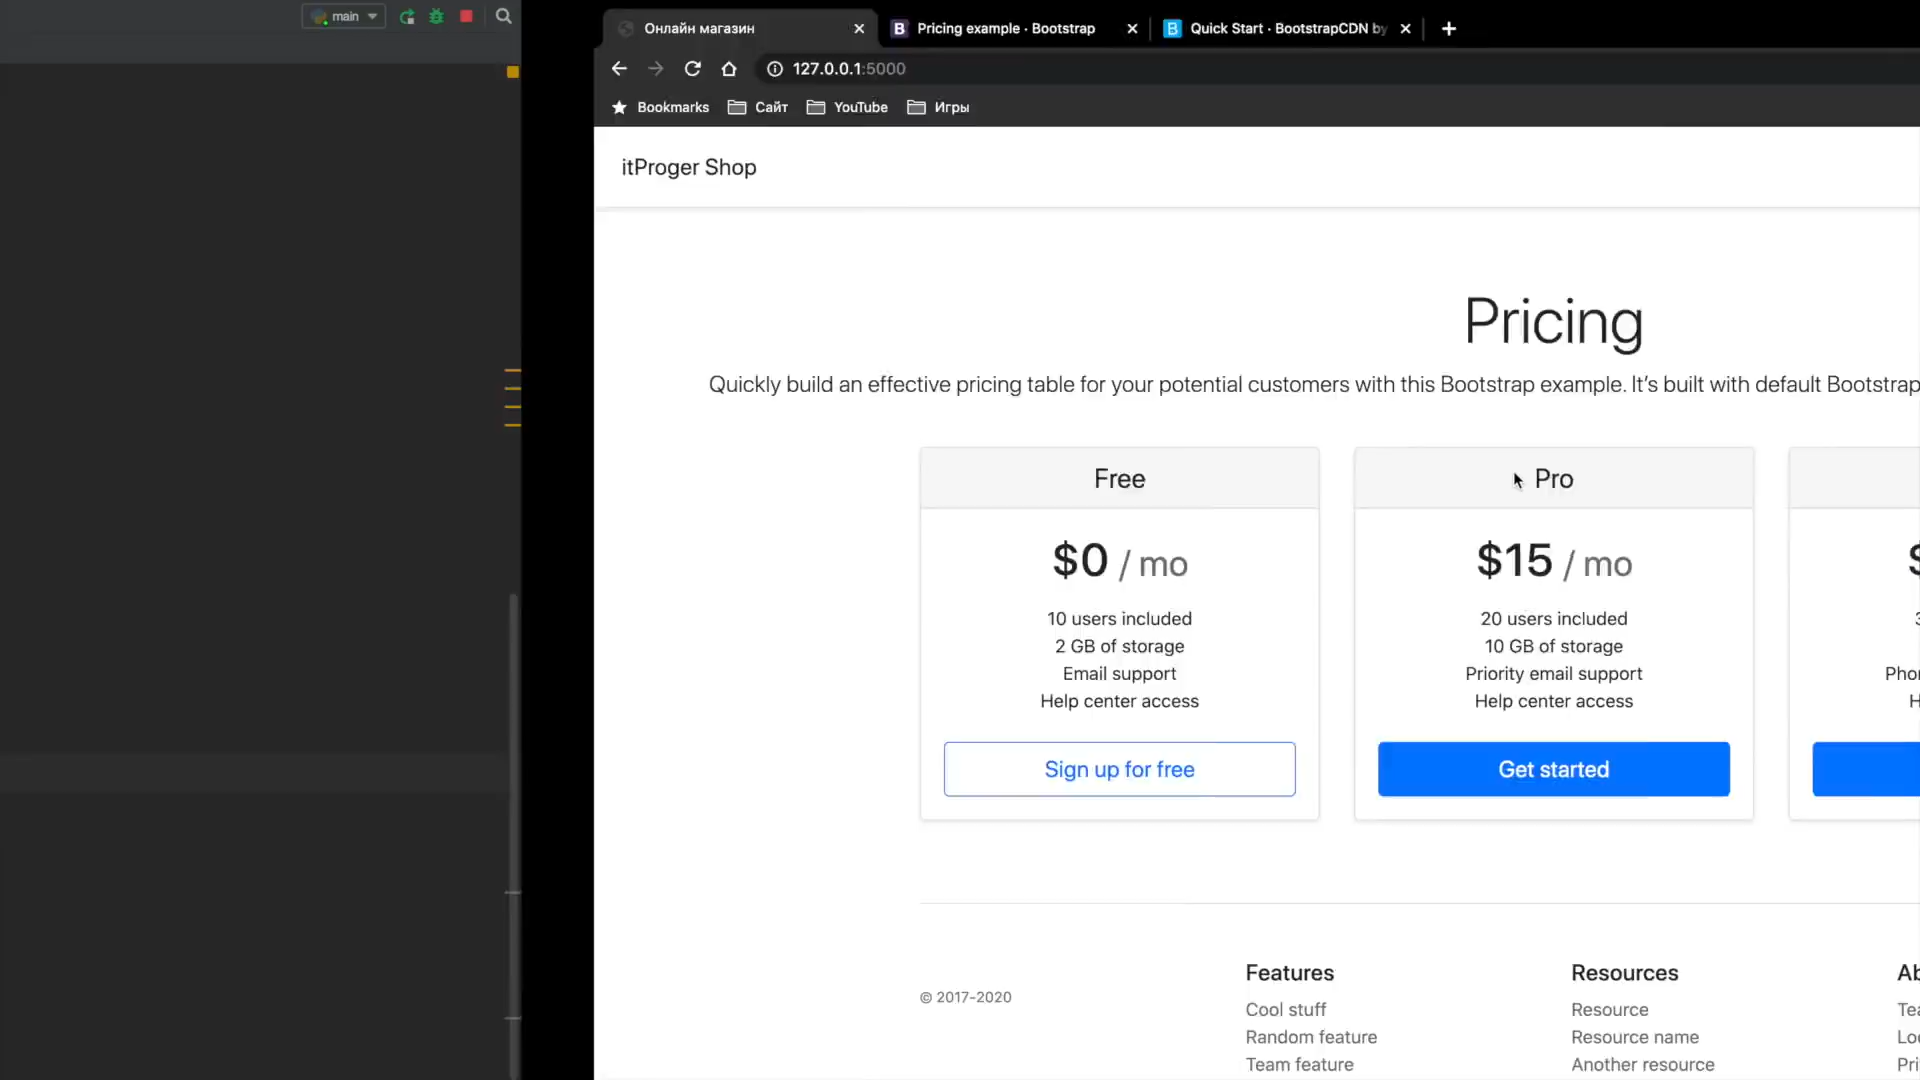 main
Онлайн магазин
Pricing example · Bootstrap
Quick Start · BootstrapCDN by
127.0.0.1:5000
Bookmarks
Сайт
YouTube
Игры
itProger Shop
Pricing
Quickly build an effective pricing table for your potential customers with this Bootstrap example. It’s built with default Bootstrap
Free
$0 / mo
10 users included
2 GB of storage
Email support
Help center access
Sign up for free
Pro
$15 / mo
20 users included
10 GB of storage
Priority email support
Help center access
Get started
© 2017-2020
Features
Cool stuff
Random feature
Team feature
Resources
Resource
Resource name
Another resource